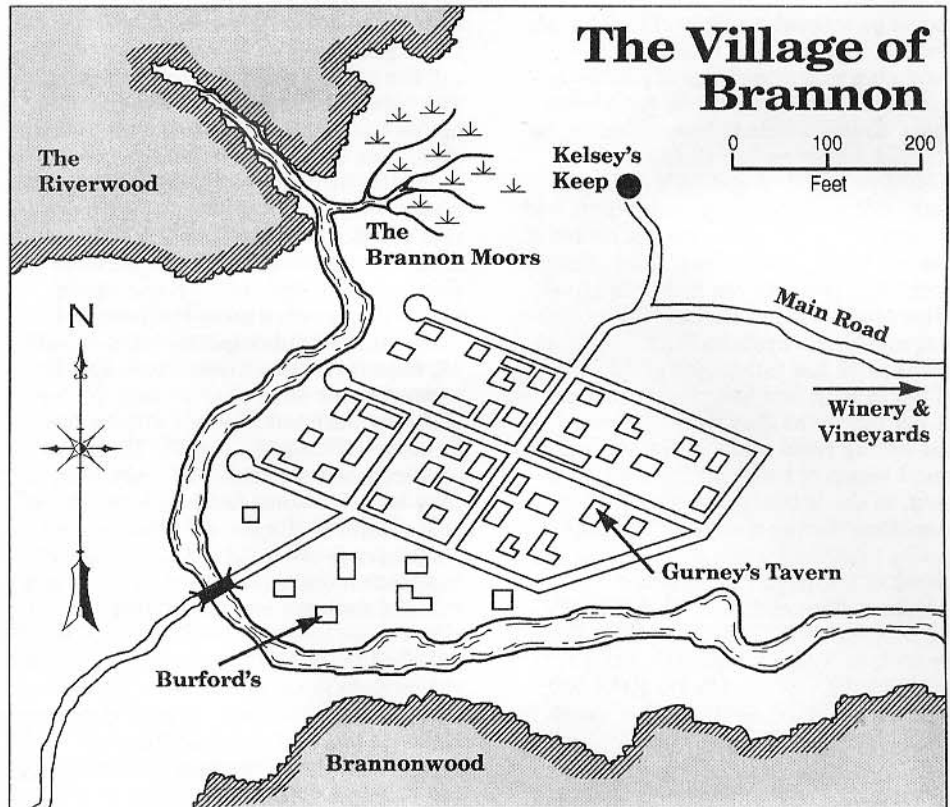 The Village of
Brannon
0 100 200
Feet
The
Riverwood
Kelsey's
Keep
The
Brannon Moors
N
Main Road
Winery &
Vineyards
Gurney's Tavern
Burford's
Brannonwood